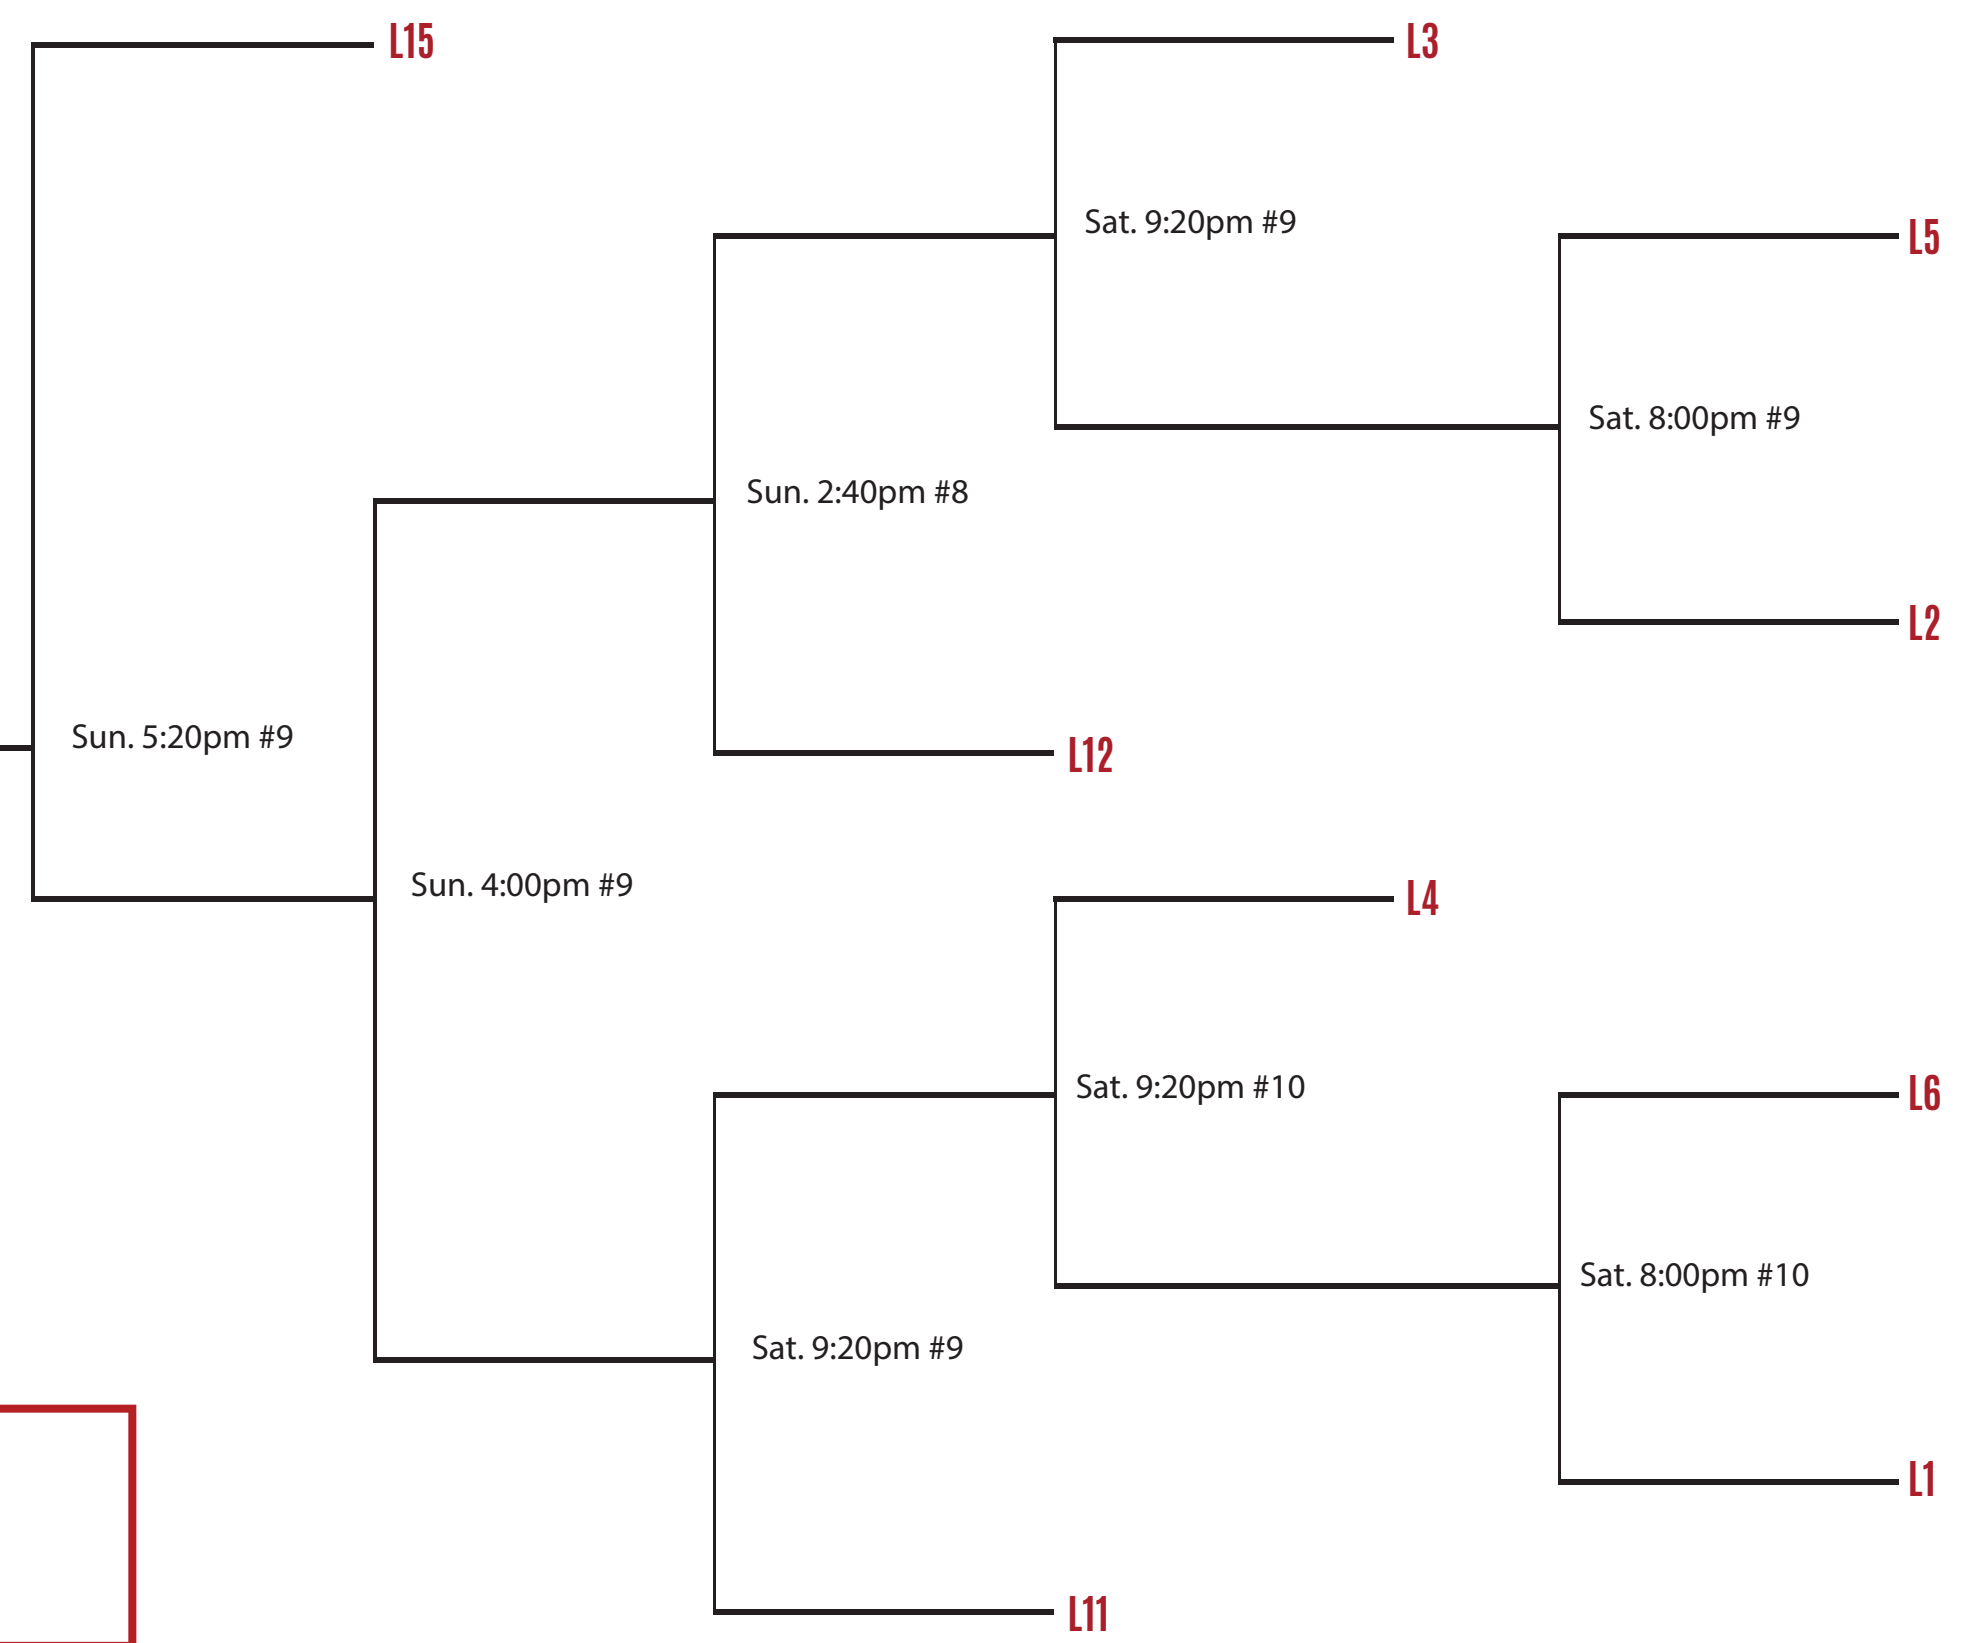 L15
L3
Sat. 9:20pm #9
L5
Sat. 8:00pm #9
Sun. 2:40pm #8
L2
Sun. 5:20pm #9
L12
Sun. 4:00pm #9
L4
Sat. 9:20pm #10
L6
Sat. 8:00pm #10
Sat. 9:20pm #9
L1
L11